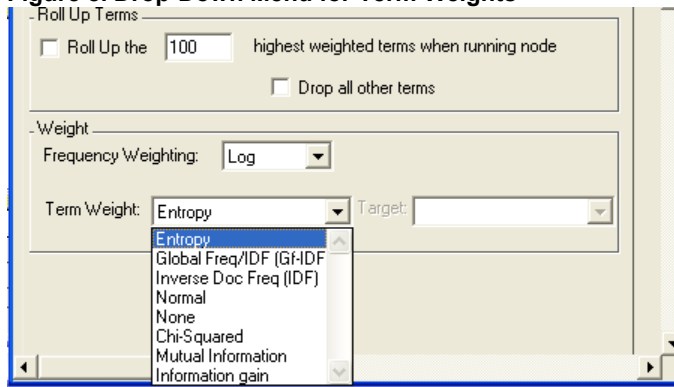 Figure 3. Drop-Down Menu for Term Weights
Roll Up Terms
Roll Up the 100 highest weighted terms when running node
Drop all other terms
Weight
Frequency Weighting: Log
Term Weight: Entropy Target:
Entropy
Global Freq/IDF (Gf-IDF
Inverse Doc Freq (IDF)
Normal
None
Chi-Squared
Mutual Information
Information gain